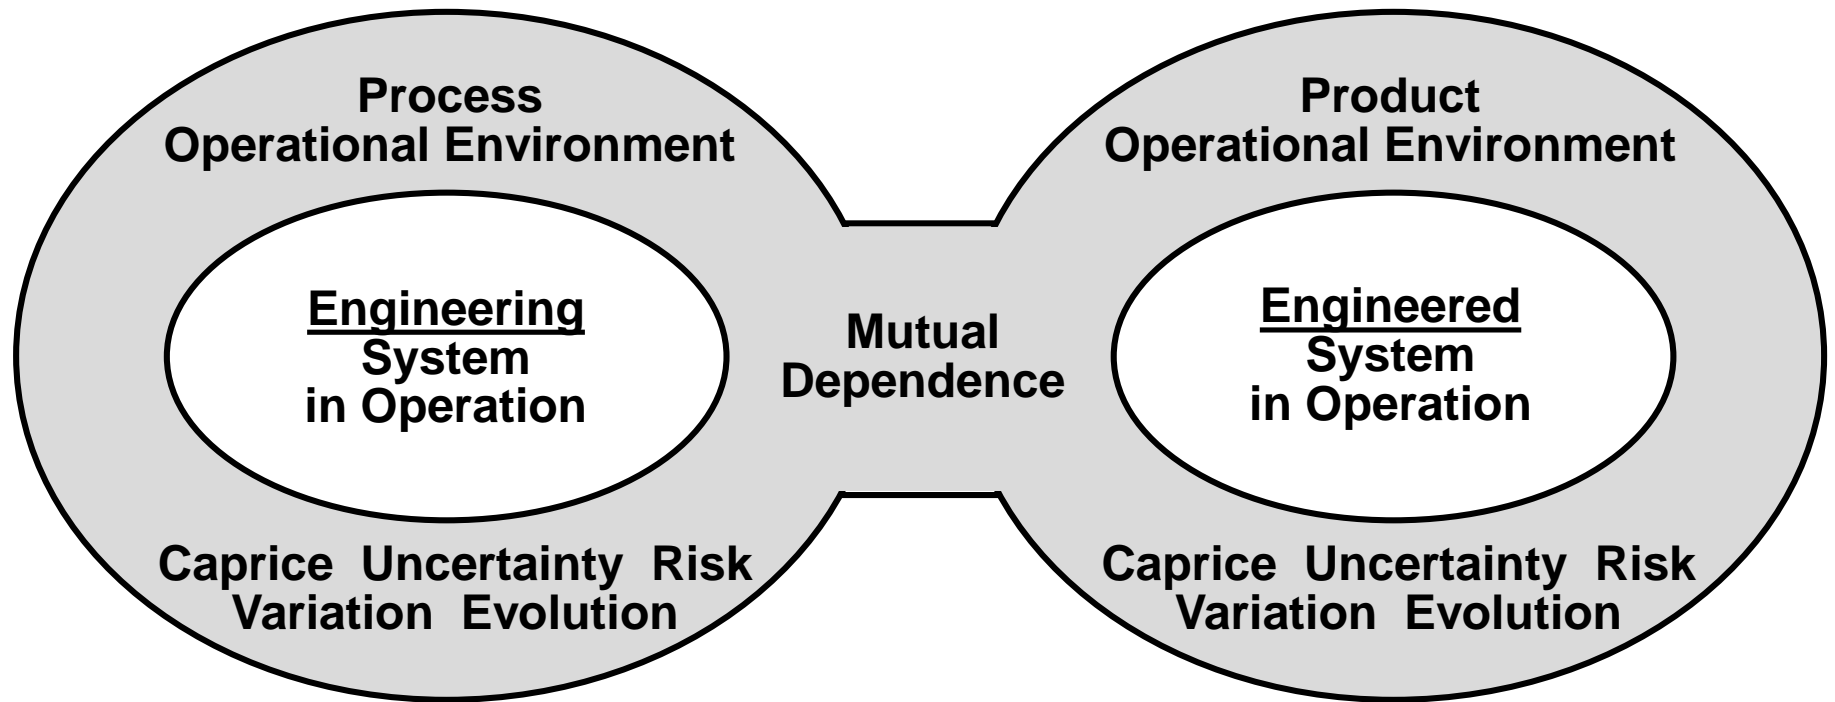 Process
Operational Environment
Engineering
System
in Operation
Caprice Uncertainty Risk
Variation Evolution
Mutual
Dependence
Product
Operational Environment
Engineered
System
in Operation
Caprice Uncertainty Risk
Variation Evolution